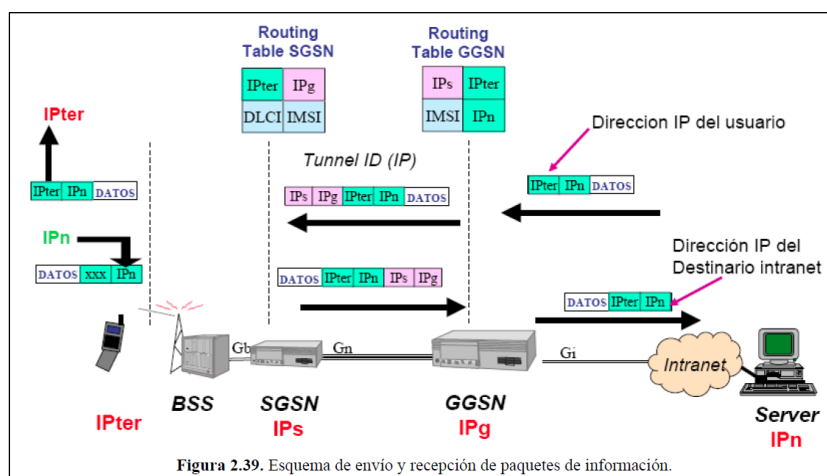 Routing
Table SGSN
Routing
Table GGSN
IPter IPg
DLCI IMSI
IPs IPter
IMSI IPn
IPter
Direccion IP del usuario
Tunnel ID (IP)
IPter IPn DATOS
IPs IPg IPter IPn DATOS
IPter IPn DATOS
IPn
DATOS xxx IPn
DATOS IPter IPn IPs IPg
Dirección IP del
Destinario intranet
DATOS IPter IPn
Gb
Gn
Gi
Intranet
IPter
BSS
SGSN
IPs
GGSN
IPg
Server
IPn
Figura 2.39. Esquema de envío y recepción de paquetes de información.